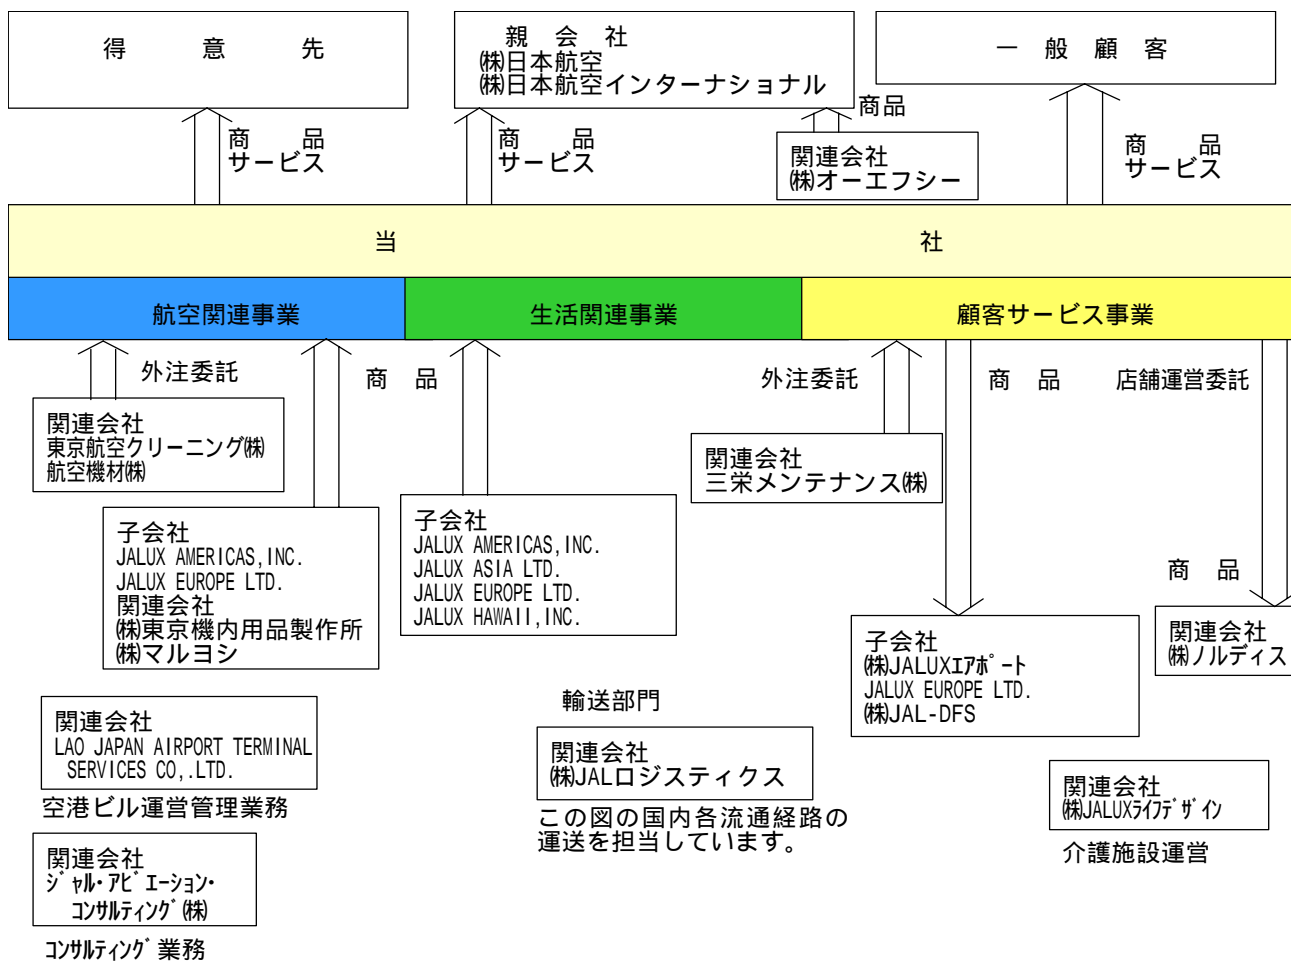 得　意　先
親　会　社
㈱日本航空
㈱日本航空インターナショナル
一　般　顧　客
商　品
サービス
商　品
サービス
商品
関連会社
㈱オーエフシー
商　品
サービス
当　社
航空関連事業
生活関連事業
顧客サービス事業
外注委託
商　品
外注委託
商　品
店舗運営委託
関連会社
東京航空クリーニング㈱
航空機材㈱
関連会社
三栄メンテナンス㈱
子会社
JALUX AMERICAS,INC.
JALUX EUROPE LTD.
関連会社
㈱東京機内用品製作所
㈱マルヨシ
子会社
JALUX AMERICAS,INC.
JALUX ASIA LTD.
JALUX EUROPE LTD.
JALUX HAWAII,INC.
商　品
子会社
㈱JALUXｴｱﾎﾟｰﾄ
JALUX EUROPE LTD.
㈱JAL-DFS
関連会社
㈱ノルディス
関連会社
LAO JAPAN AIRPORT TERMINAL
SERVICES CO,.LTD.
空港ビル運営管理業務
輸送部門
関連会社
㈱JALロジスティクス
この図の国内各流通経路の
運送を担当しています。
関連会社
㈱JALUXﾗｲﾌﾃﾞｻﾞｲﾝ
介護施設運営
関連会社
ｼﾞｬﾙ･ｱﾋﾞｴｰｼｮﾝ･
ｺﾝｻﾙﾃｨﾝｸﾞ㈱
ｺﾝｻﾙﾃｨﾝｸﾞ業務